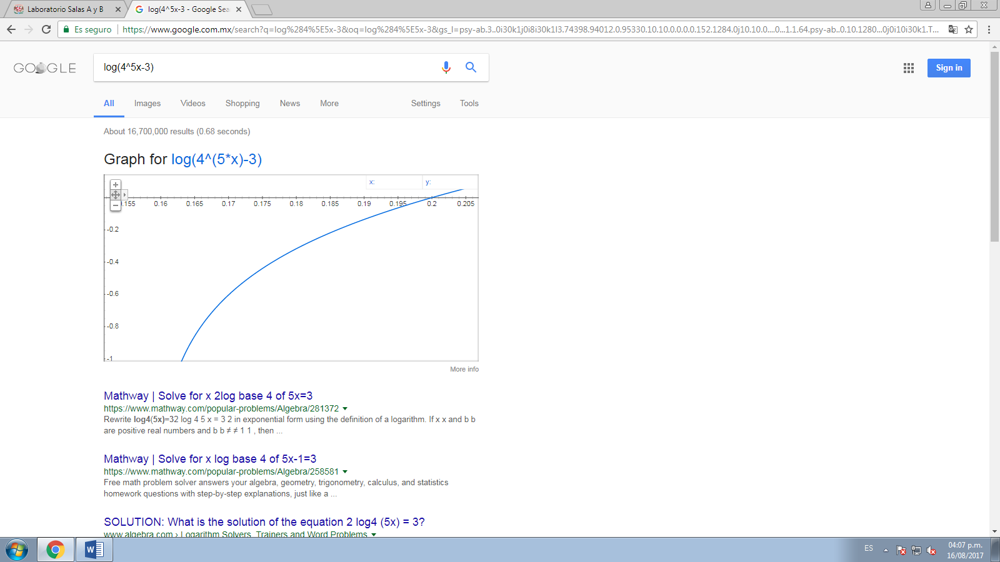 Laboratorio Salas A y B
log(4^5x-3 - Google Sea
Es seguro
https://www.google.com.mx/search?q=log%284%5E5x-3&oq=log%284%5E5x-3&gs_l=psy-ab.3..0i30k1j0i8i30k1l3.74398.94012.0.95330.10.10.0.0.0.0.152.1284.0j10.10.0....0...1.1.64.psy-ab..0.10.1280...0j0i10i30k1.T...
GOOGLE
log(4^5x-3)
Sign in
All Images Videos Shopping News More Settings Tools
About 16,700,000 results (0.68 seconds)
Graph for log(4^(5*x)-3)
x: y:
.155 0.16 0.165 0.17 0.175 0.18 0.185 0.19 0.195 0.2 0.205
-0.2
-0.4
-0.6
-0.8
-1
More info
Mathway | Solve for x 2log base 4 of 5x=3
https://www.mathway.com/popular-problems/Algebra/281372
Rewrite log4(5x)=32 log 4 5 x = 3 2 in exponential form using the definition of a logarithm. If x x and b b
are positive real numbers and b b ≠ ≠ 1 1 , then ...
Mathway | Solve for x log base 4 of 5x-1=3
https://www.mathway.com/popular-problems/Algebra/258581
Free math problem solver answers your algebra, geometry, trigonometry, calculus, and statistics
homework questions with step-by-step explanations, just like a ...
SOLUTION: What is the solution of the equation 2 log4 (5x) = 3?
www.algebra.com › Logarithm Solvers, Trainers and Word Problems
W
ES
04:07 p.m.
16/08/2017